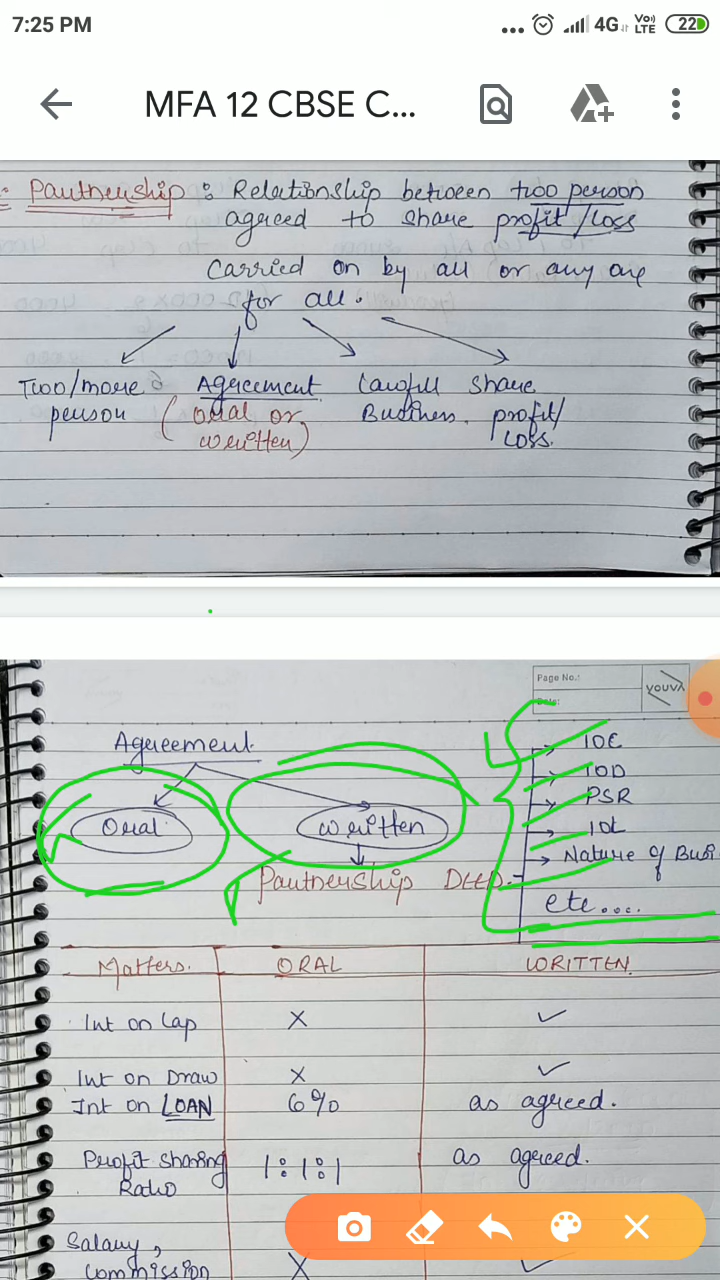 7:25 PM
4G
Vo))
LTE
22
MFA 12 CBSE C...
Partnership : Relationship between two person
agreed to share profit/loss
carried on by all or any one
for all.
Two/more person
Agreement (oral or written)
Lawfull Business.
Share profit/loss.
Page No.:
Date:
youva
Agreement.
Oral
written
Partnership DEED.
IOC
IOD
PSR
IOL
Nature of Busi
etc....
Matters. ORAL WRITTEN.
Int on Cap X ✓
Int on Draw X ✓
Int on LOAN 6% as agreed.
Profit Sharing Ratio 1:1:1 as agreed.
Salary, Commission X ✓